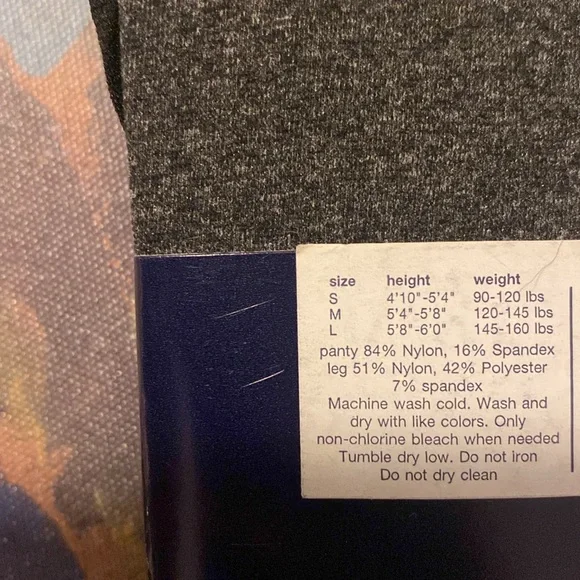 size height weight
S 4'10"-5'4" 90-120 lbs
M 5'4"-5'8" 120-145 lbs
L 5'8"-6'0" 145-160 lbs
panty 84% Nylon, 16% Spandex
leg 51% Nylon, 42% Polyester
7% spandex
Machine wash cold. Wash and
dry with like colors. Only
non-chlorine bleach when needed
Tumble dry low. Do not iron
Do not dry clean